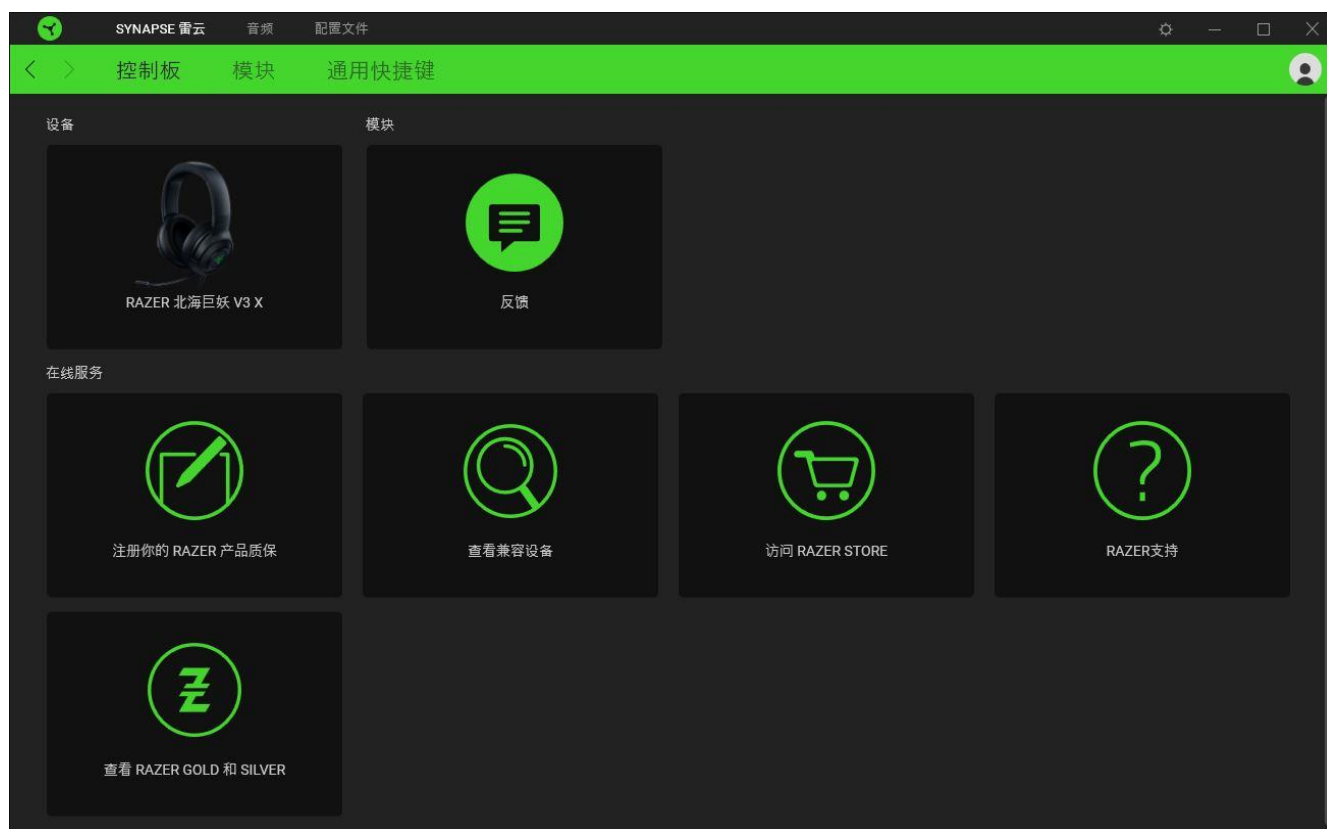 SYNAPSE 雷云 音频 配置文件
控制板 模块 通用快捷键
设备 模块
RAZER 北海巨妖 V3 X 反馈
在线服务
注册你的 RAZER 产品质保 查看兼容设备 访问 RAZER STORE RAZER支持
查看 RAZER GOLD 和 SILVER